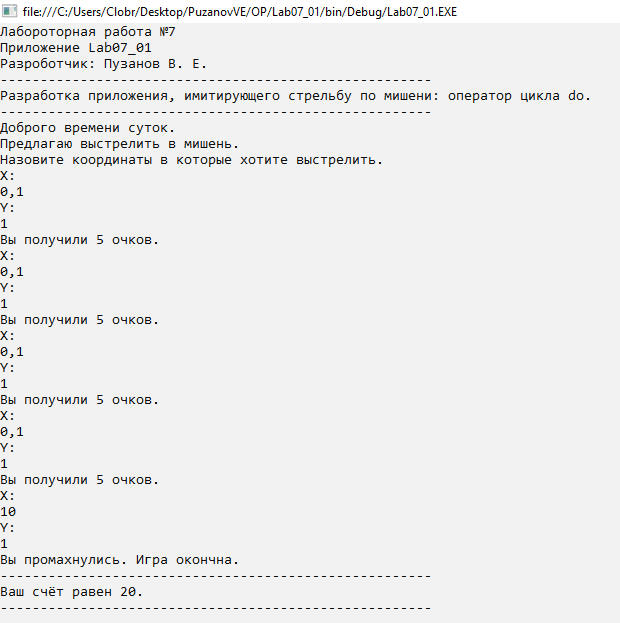 file:///C:/Users/Clobr/Desktop/PuzanovVE/OP/Lab07_01/bin/Debug/Lab07_01.EXE
Лабороторная работа №7
Приложение Lab07_01
Разроботчик: Пузанов В. Е.
------------------------------------------------------
Разработка приложения, имитирующего стрельбу по мишени: оператор цикла do.
------------------------------------------------------
Доброго времени суток.
Предлагаю выстрелить в мишень.
Назовите координаты в которые хотите выстрелить.
X:
0,1
Y:
1
Вы получили 5 очков.
X:
0,1
Y:
1
Вы получили 5 очков.
X:
0,1
Y:
1
Вы получили 5 очков.
X:
0,1
Y:
1
Вы получили 5 очков.
X:
10
Y:
1
Вы промахнулись. Игра окончна.
------------------------------------------------------
Ваш счёт равен 20.
------------------------------------------------------